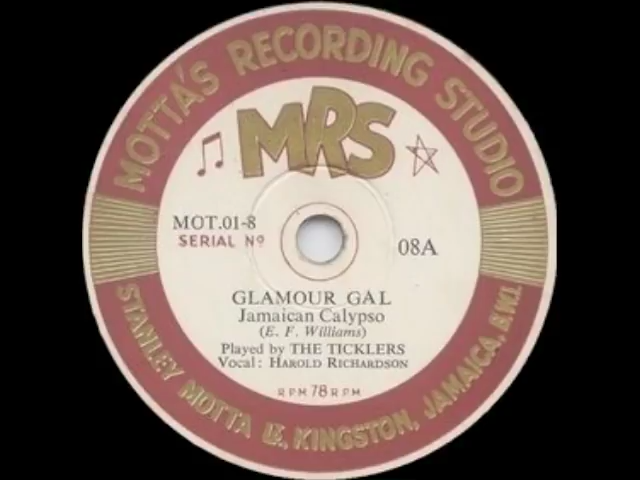 MOTTA'S RECORDING STUDIO
MRS
MOT.01-8
SERIAL Nº
08A
GLAMOUR GAL
Jamaican Calypso
(E. F. Williams)
Played by THE TICKLERS
Vocal: HAROLD RICHARDSON
RPM 78 RPM
STANLEY MOTTA Lᴰ., KINGSTON, JAMAICA, B.W.I.